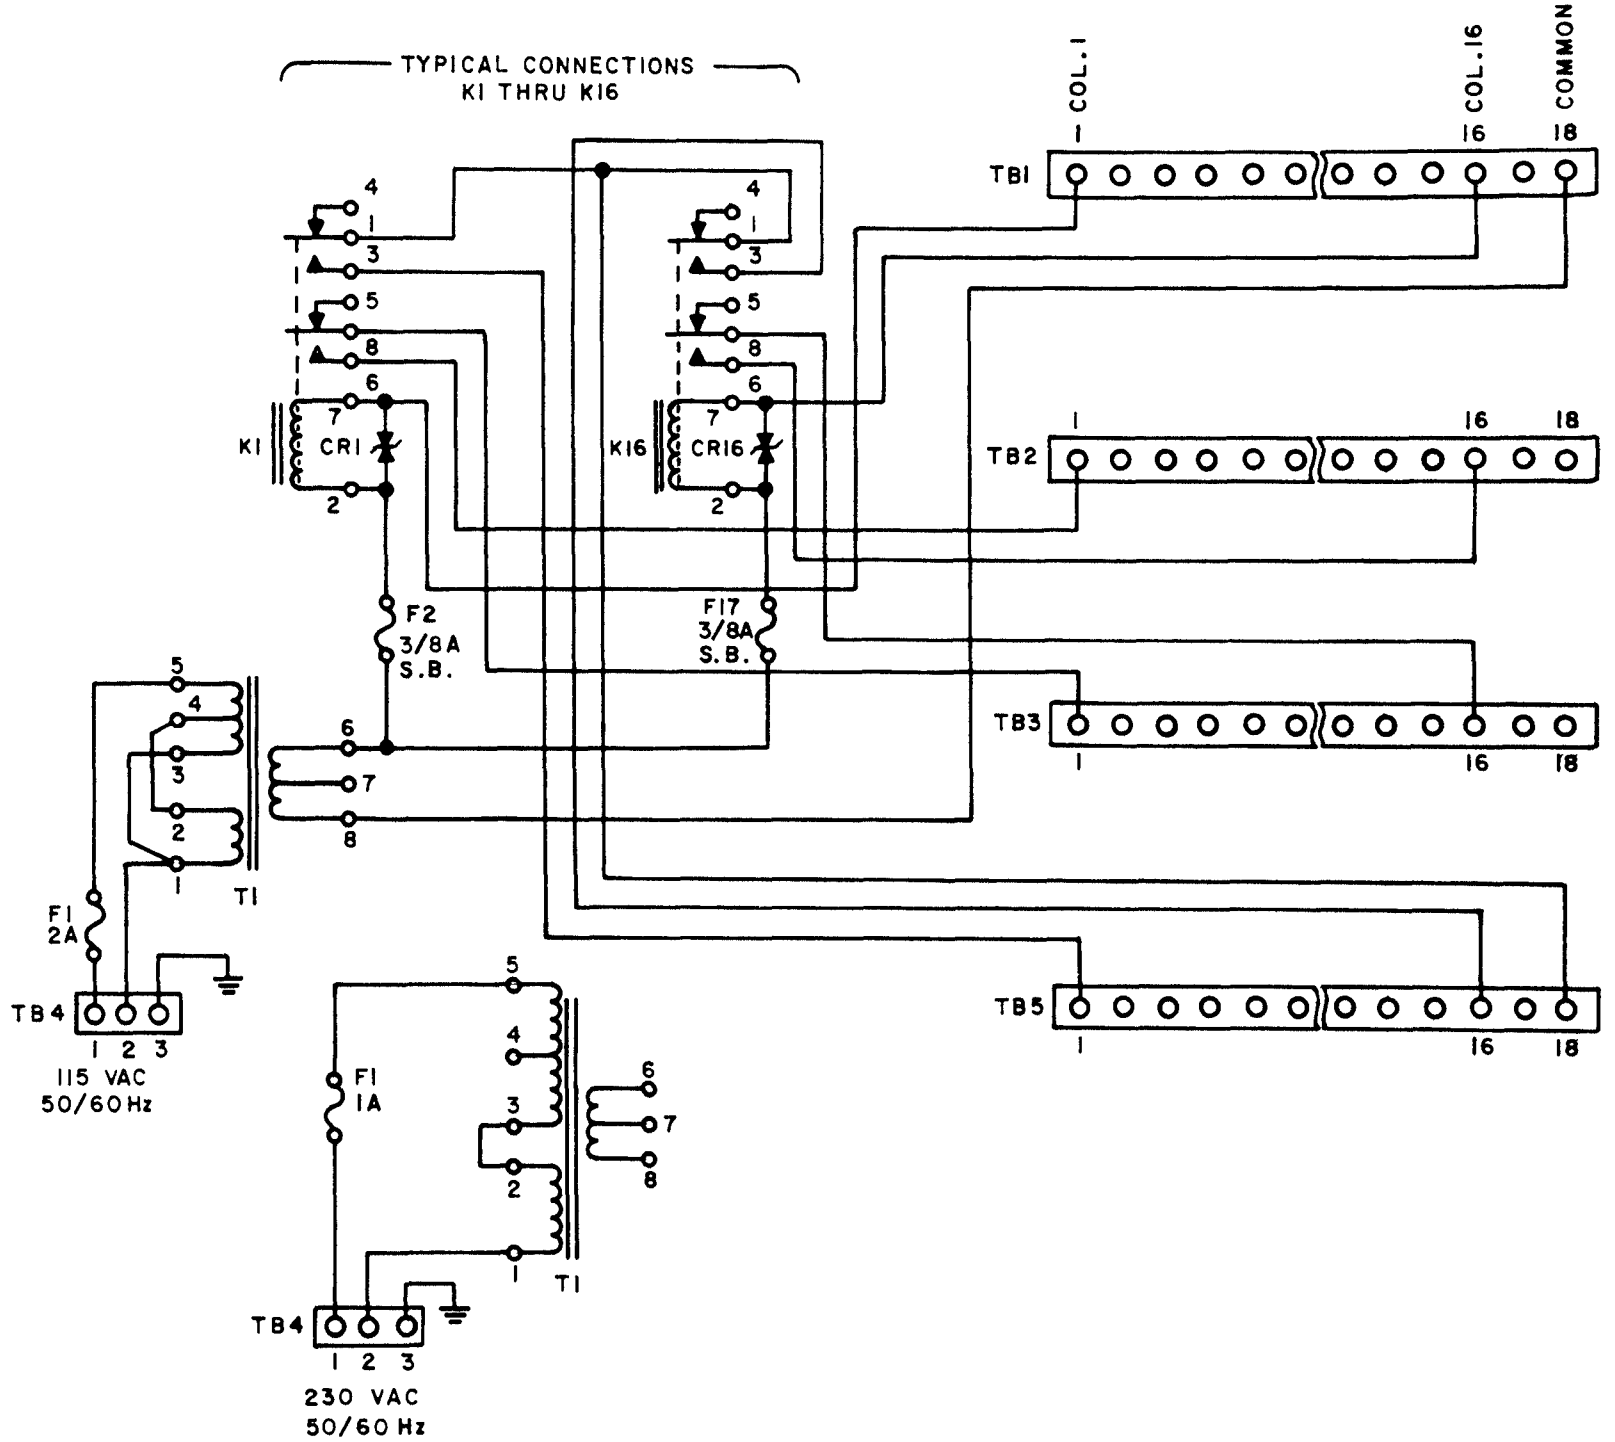 TYPICAL CONNECTIONS
K1 THRU K16
COL. 1
COL. 16
COMMON
1
16
18
TB1
4
1
3
5
8
6
7
K1
CR1
2
4
1
3
5
8
6
7
K16
CR16
2
1
16
18
TB2
F2
3/8A
S.B.
F17
3/8A
S.B.
5
4
3
2
1
T1
6
7
8
TB3
1
16
18
F1
2A
TB4
1 2 3
115 VAC
50/60 Hz
TB5
1
16
18
5
4
3
2
1
T1
6
7
8
F1
1A
TB4
1 2 3
230 VAC
50/60 Hz